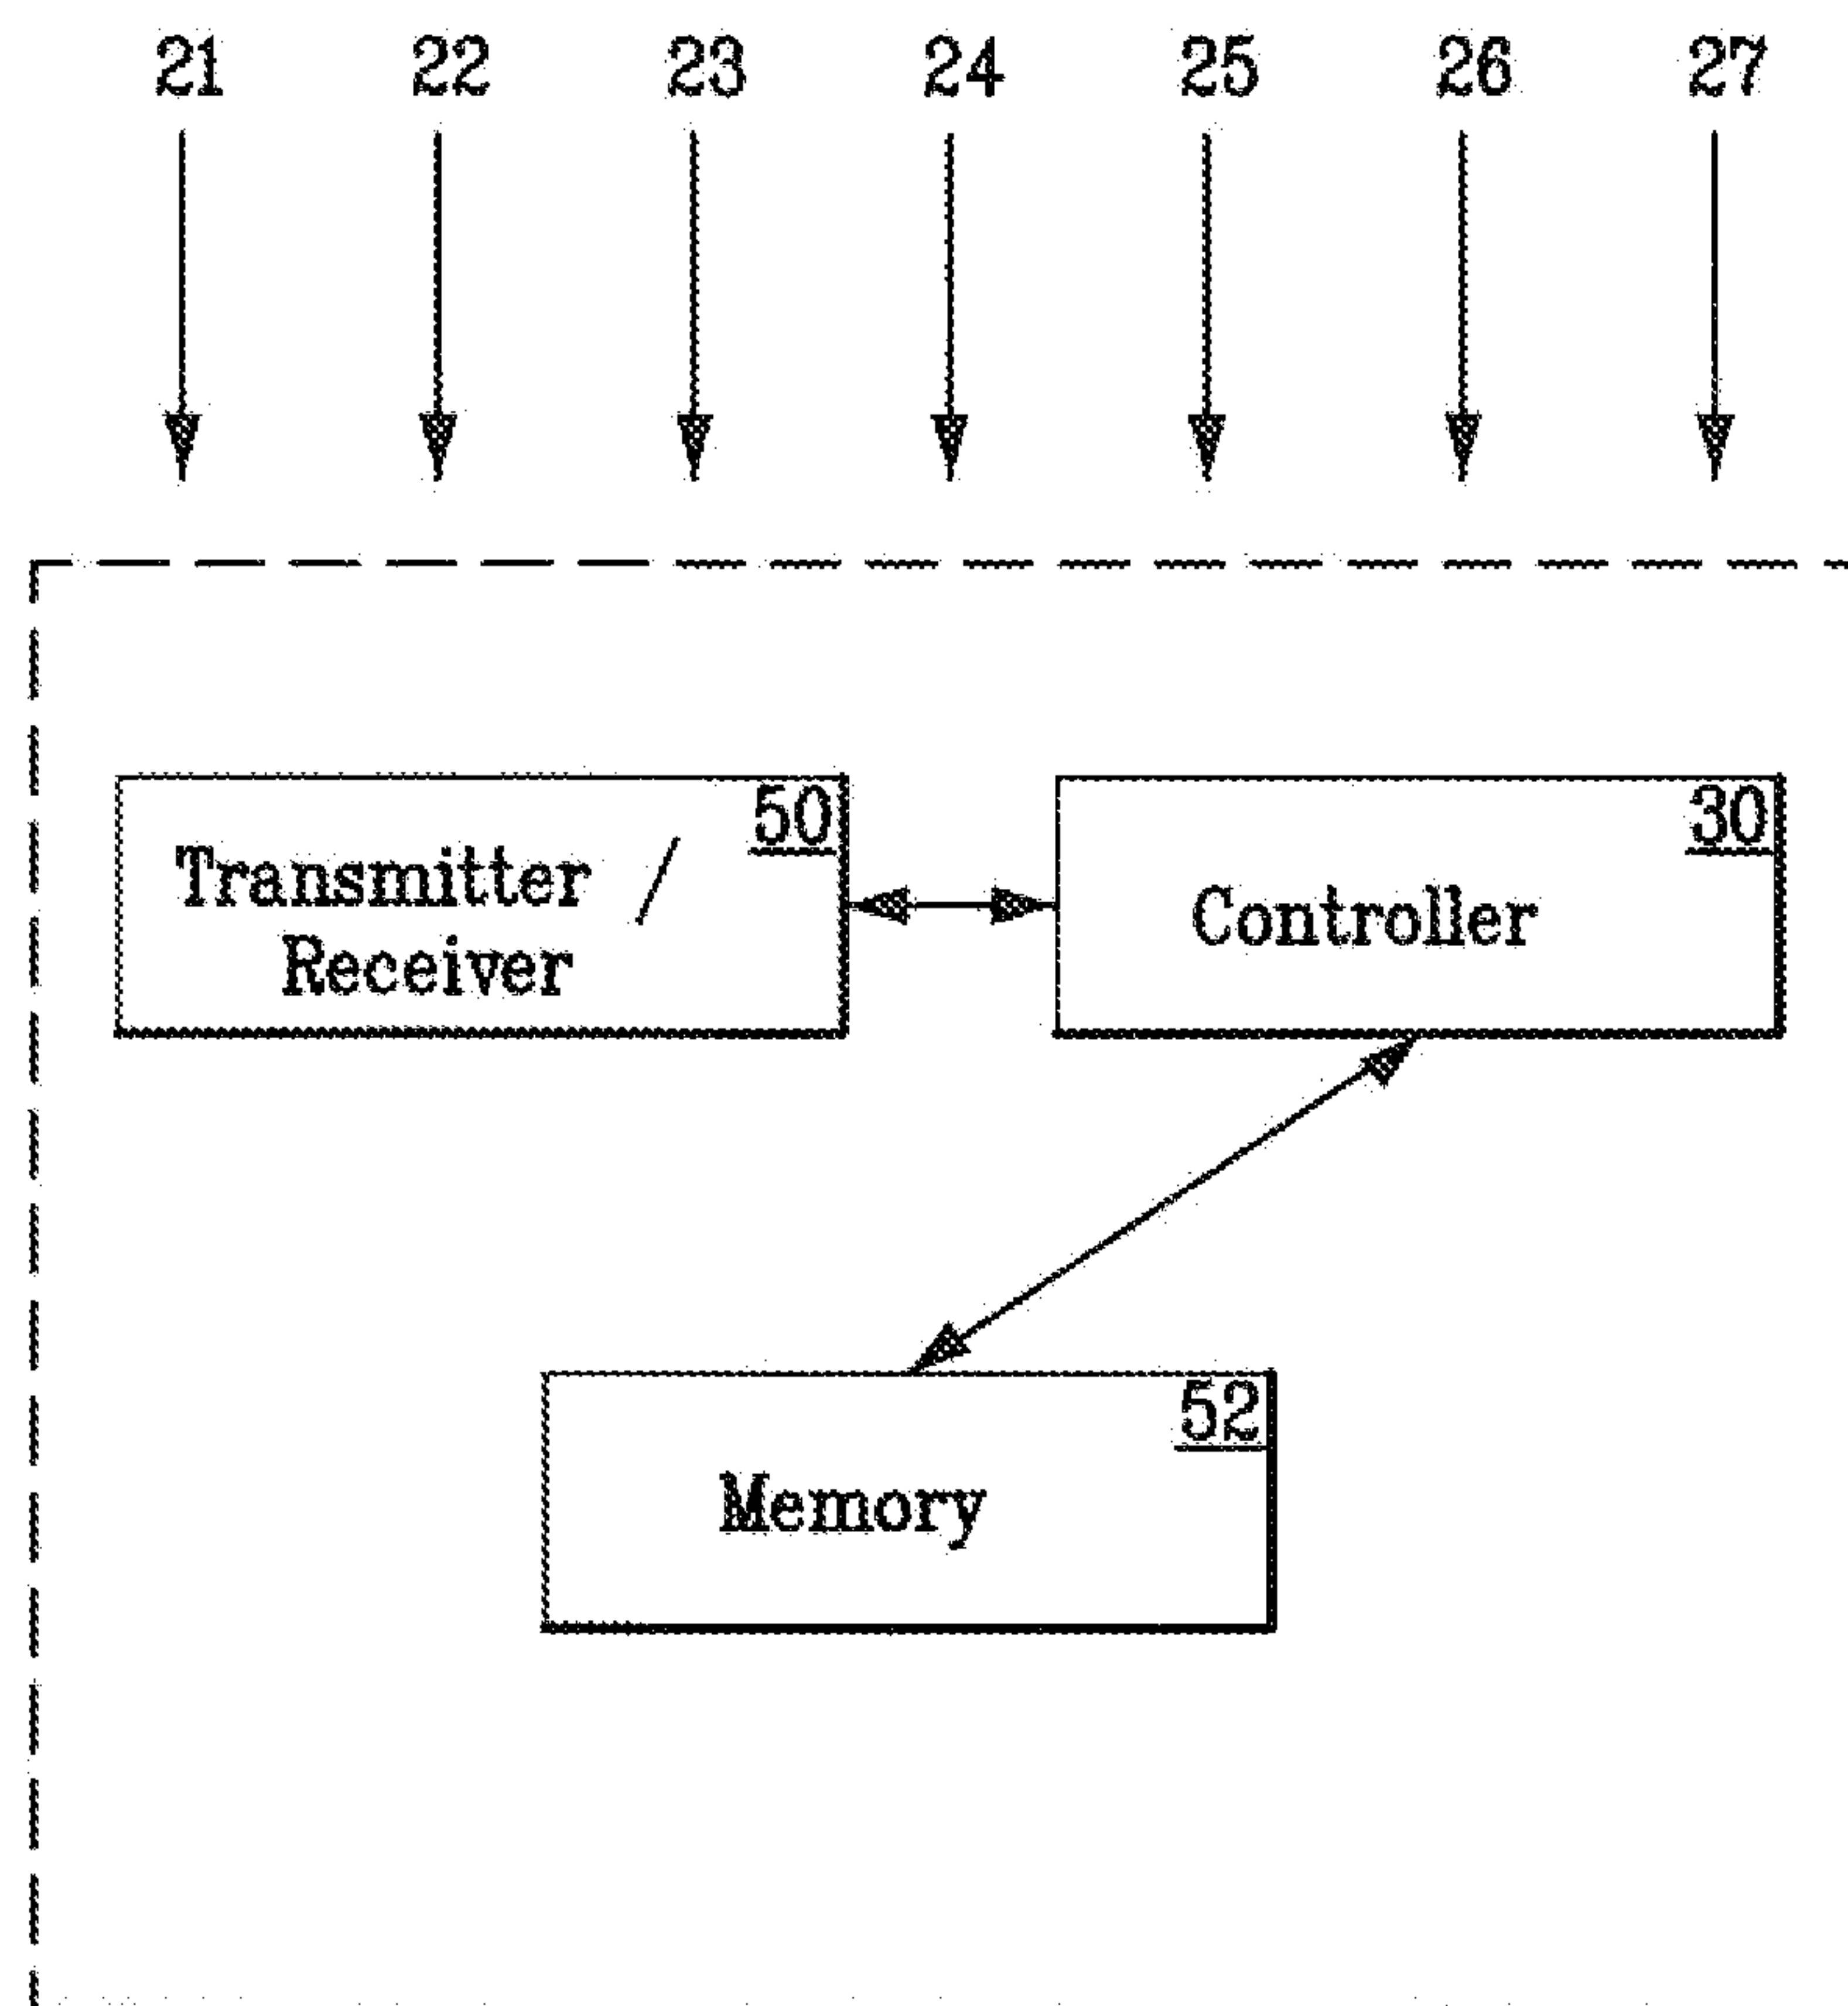 21 22 23 24 25 26 27
50
Transmitter /
Receiver
30
Controller
52
Memory